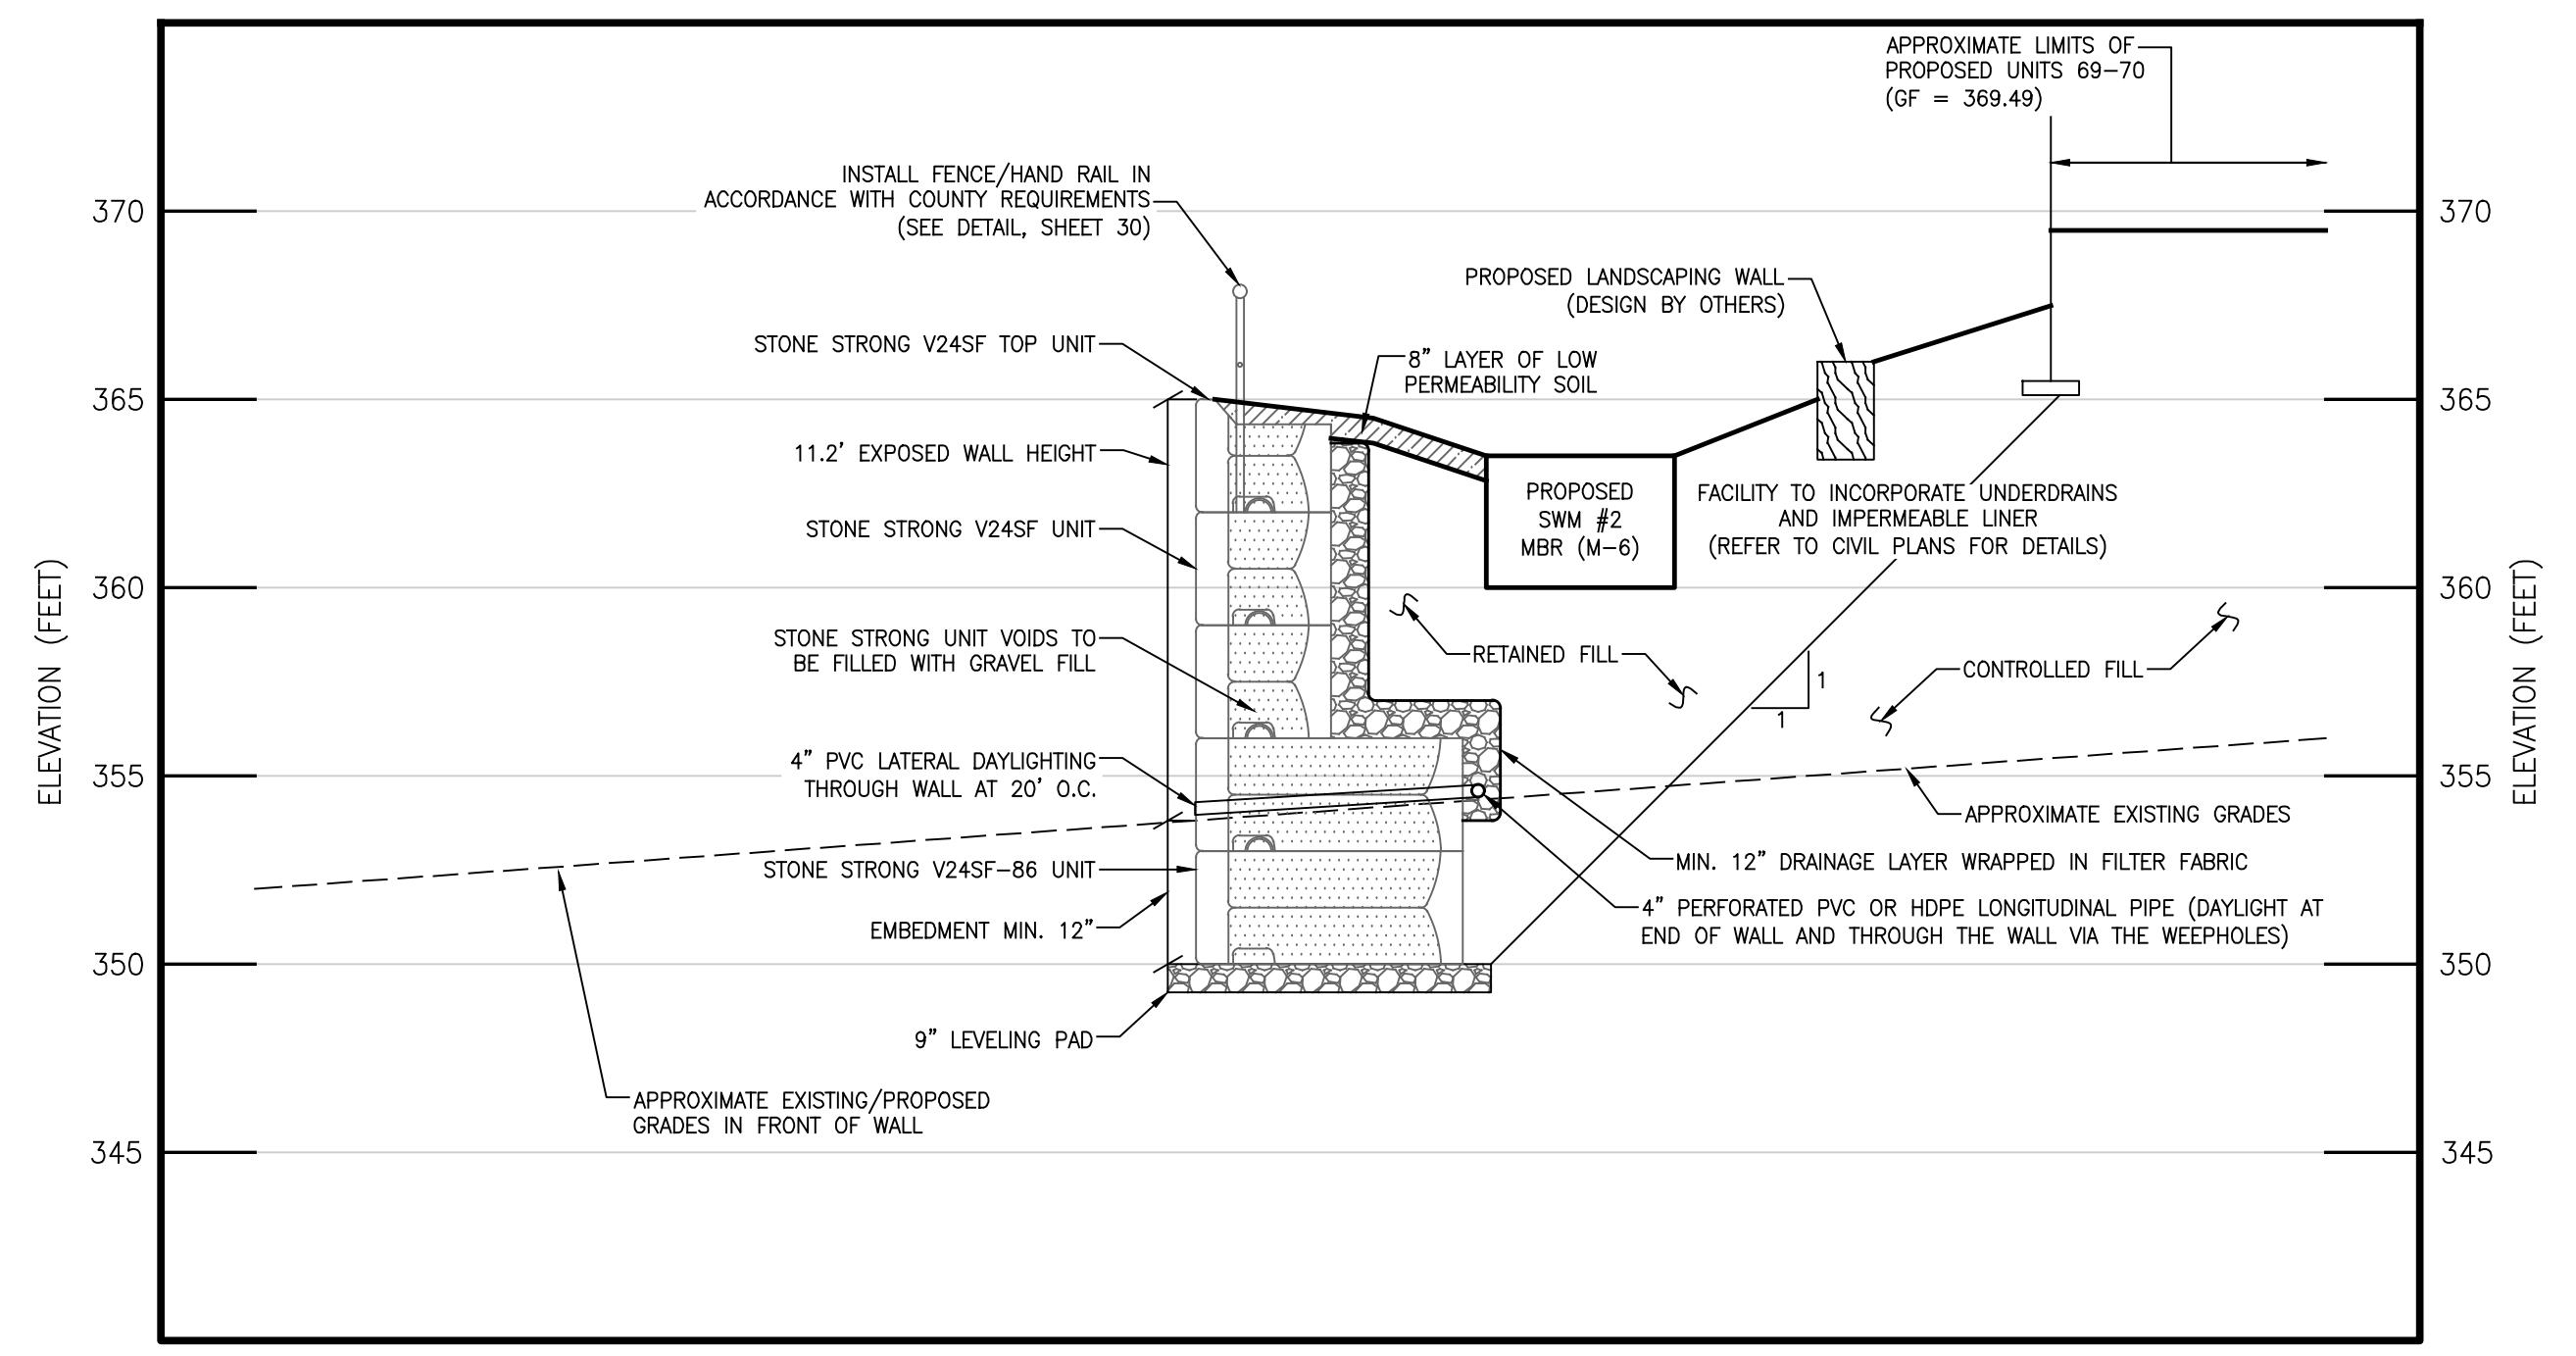 APPROXIMATE LIMITS OF
PROPOSED UNITS 69-70
(GF = 369.49)
INSTALL FENCE/HAND RAIL IN
ACCORDANCE WITH COUNTY REQUIREMENTS
(SEE DETAIL, SHEET 30)
370
370
PROPOSED LANDSCAPING WALL
(DESIGN BY OTHERS)
STONE STRONG V24SF TOP UNIT
8" LAYER OF LOW
PERMEABILITY SOIL
365
365
11.2' EXPOSED WALL HEIGHT
PROPOSED
SWM #2
MBR (M-6)
FACILITY TO INCORPORATE UNDERDRAINS
AND IMPERMEABLE LINER
(REFER TO CIVIL PLANS FOR DETAILS)
STONE STRONG V24SF UNIT
360
360
ELEVATION (FEET)
ELEVATION (FEET)
STONE STRONG UNIT VOIDS TO
BE FILLED WITH GRAVEL FILL
RETAINED FILL
CONTROLLED FILL
1
1
4" PVC LATERAL DAYLIGHTING
THROUGH WALL AT 20' O.C.
355
355
APPROXIMATE EXISTING GRADES
STONE STRONG V24SF-86 UNIT
MIN. 12" DRAINAGE LAYER WRAPPED IN FILTER FABRIC
EMBEDMENT MIN. 12"
4" PERFORATED PVC OR HDPE LONGITUDINAL PIPE (DAYLIGHT AT
END OF WALL AND THROUGH THE WALL VIA THE WEEPHOLES)
350
350
9" LEVELING PAD
APPROXIMATE EXISTING/PROPOSED
GRADES IN FRONT OF WALL
345
345